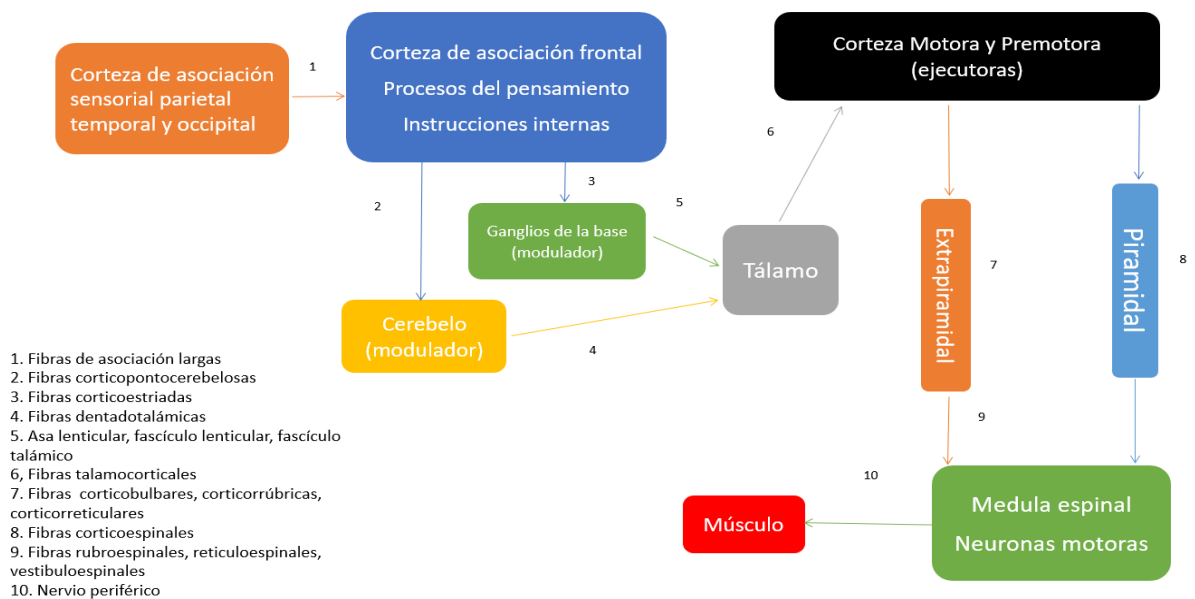 Corteza de asociación
sensorial parietal
temporal y occipital
1
Corteza de asociación frontal
Procesos del pensamiento
Instrucciones internas
Corteza Motora y Premotora
(ejecutoras)
6
2
3
Ganglios de la base
(modulador)
5
Tálamo
Extrapiramidal
7
Piramidal
8
Cerebelo
(modulador)
4
9
10
Músculo
Medula espinal
Neuronas motoras
1. Fibras de asociación largas
2. Fibras corticopontocerebelosas
3. Fibras corticoestriadas
4. Fibras dentadotalámicas
5. Asa lenticular, fascículo lenticular, fascículo
talámico
6, Fibras talamocorticales
7. Fibras corticobulbares, corticorrúbricas,
corticorreticulares
8. Fibras corticoespinales
9. Fibras rubroespinales, reticuloespinales,
vestibuloespinales
10. Nervio periférico